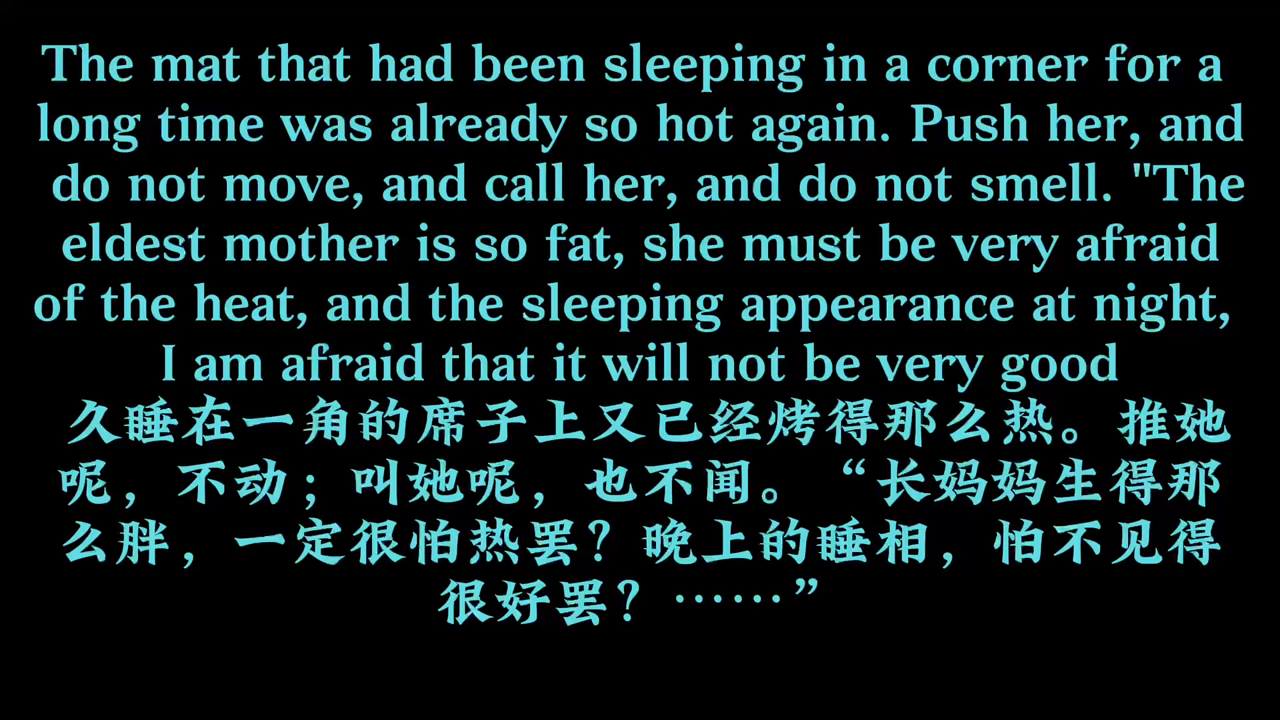 The mat that had been sleeping in a corner for a
long time was already so hot again. Push her, and
do not move, and call her, and do not smell. "The
eldest mother is so fat, she must be very afraid
of the heat, and the sleeping appearance at night,
I am afraid that it will not be very good
久睡在一角的席子上又已经烤得那么热。推她
呢，不动；叫她呢，也不闻。“长妈妈生得那
么胖，一定很怕热罢？晚上的睡相，怕不见得
很好罢？……”